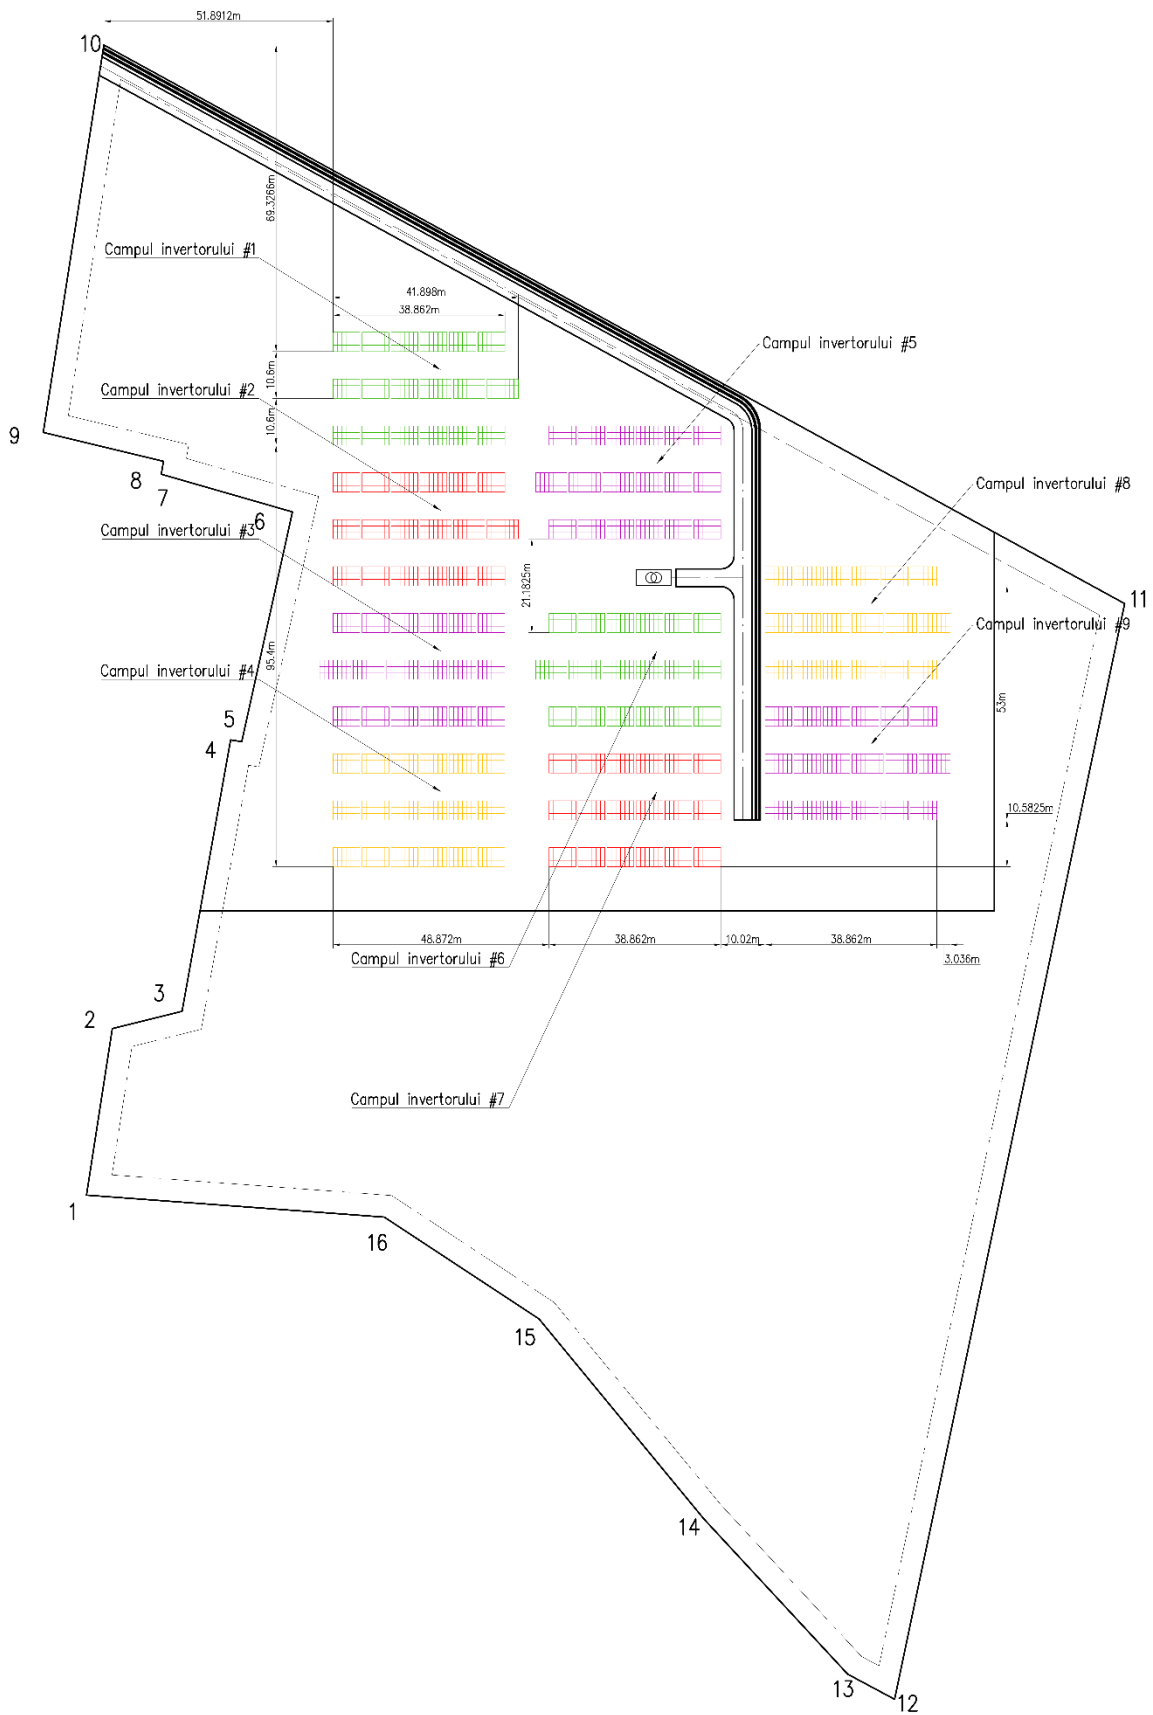 51.8912m
10
69.3266m
Campul invertorului #1
41.898m
38.862m
Campul invertorului #5
10.6m
Campul invertorului #2
10.6m
9
8
7
Campul invertorului #8
6
Campul invertorului #3
21.1825m
11
Campul invertorului #9
95.4m
Campul invertorului #4
53m
5
4
10.5825m
48.872m
38.862m
10.02m
38.862m
Campul invertorului #6
3.036m
3
2
Campul invertorului #7
1
16
15
14
13
12